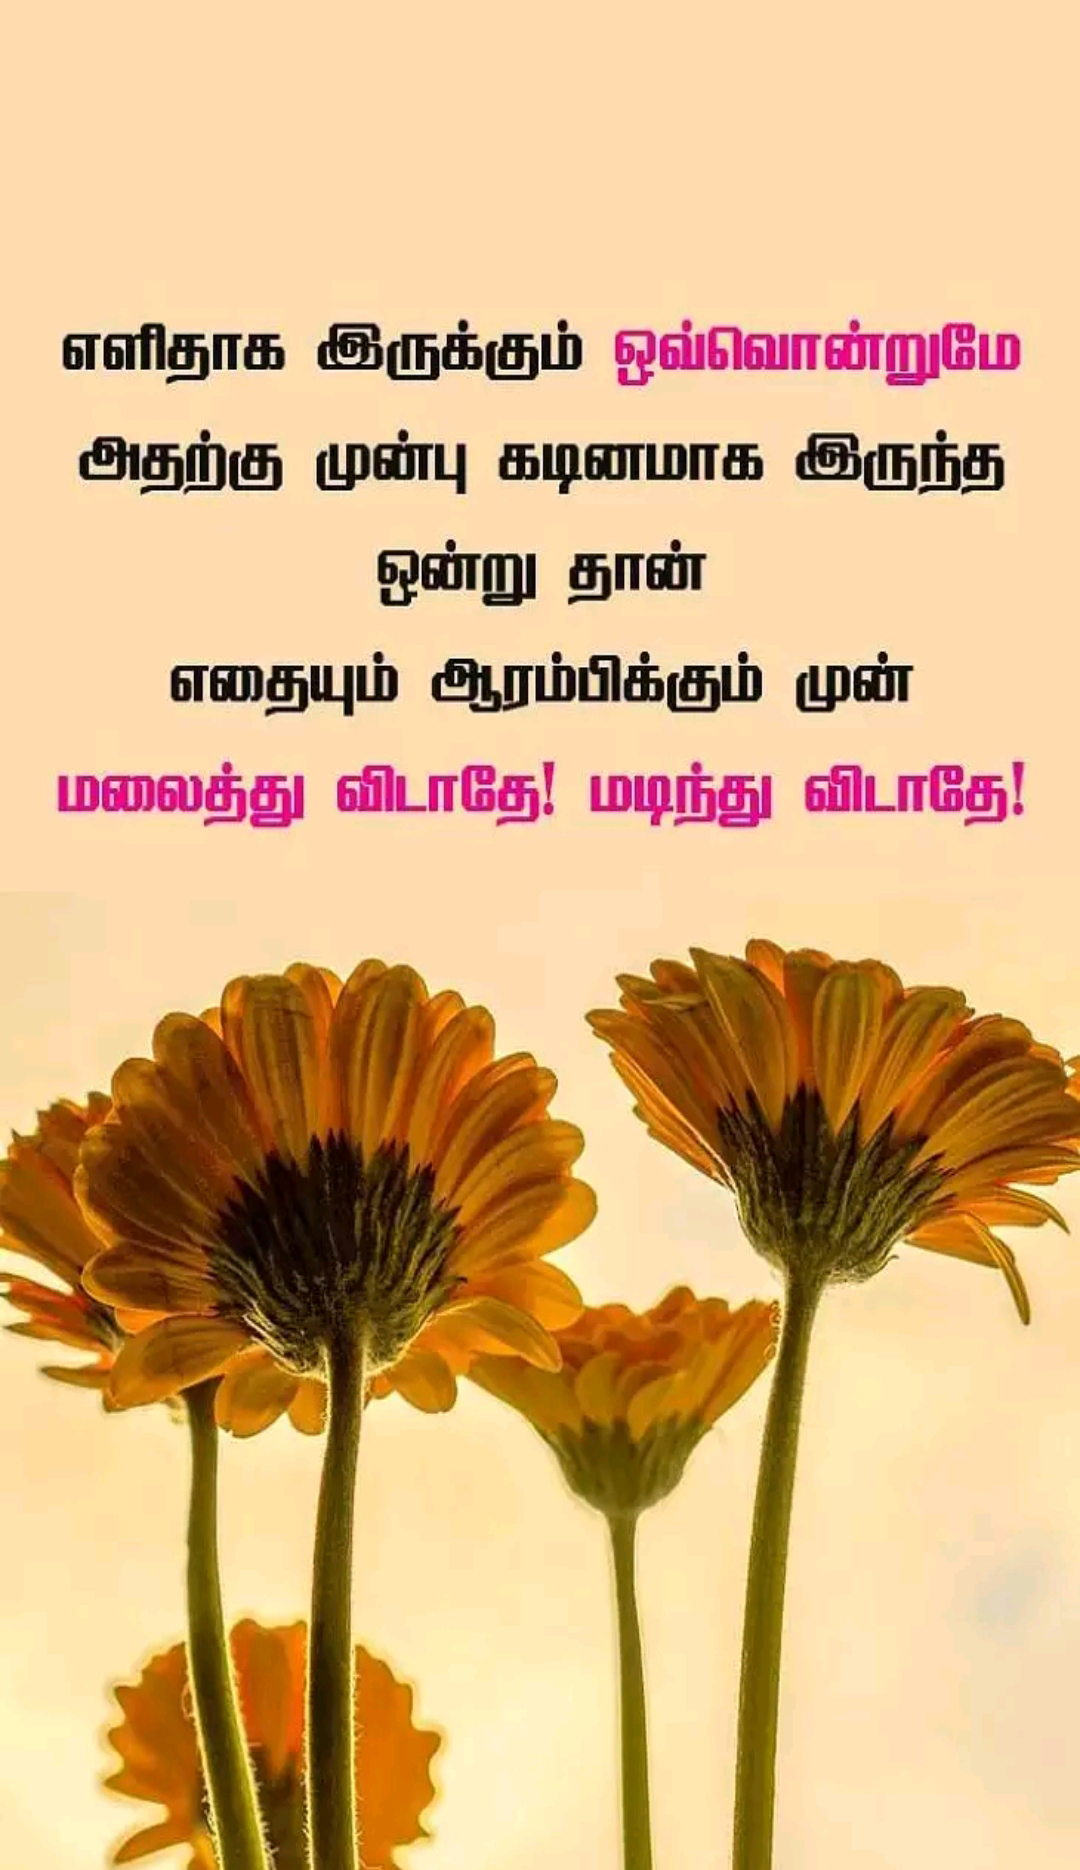 எளிதாக இருக்கும் ஒவ்வொன்றுமே
அதற்கு முன்பு கடினமாக இருந்த
ஒன்று தான்
எதையும் ஆரம்பிக்கும் முன்
மலைத்து விடாதே! மடிந்து விடாதே!